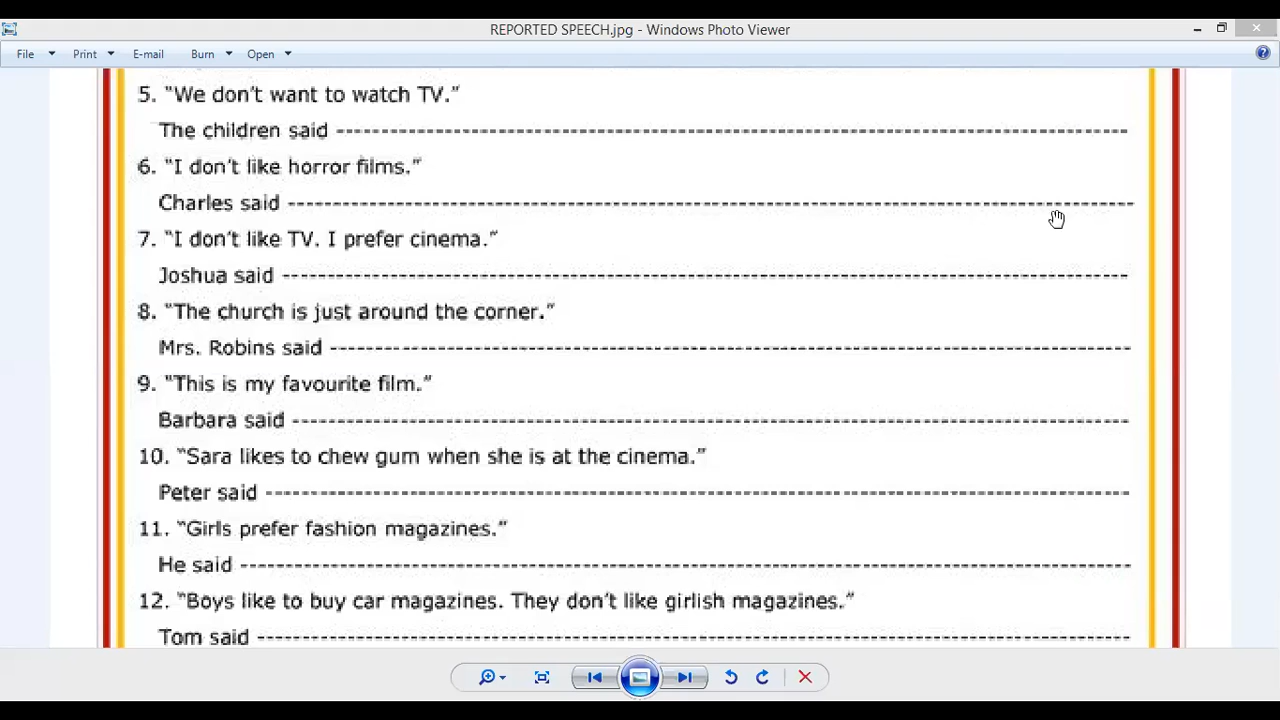 REPORTED SPEECH.jpg - Windows Photo Viewer
File Print E-mail Burn Open
5. "We don't want to watch TV."
The children said ----------
6. "I don't like horror films."
Charles said ----------
7. "I don't like TV. I prefer cinema."
Joshua said ----------
8. "The church is just around the corner."
Mrs. Robins said ----------
9. "This is my favourite film."
Barbara said ----------
10. "Sara likes to chew gum when she is at the cinema."
Peter said ----------
11. "Girls prefer fashion magazines."
He said ----------
12. "Boys like to buy car magazines. They don't like girlish magazines."
Tom said ----------